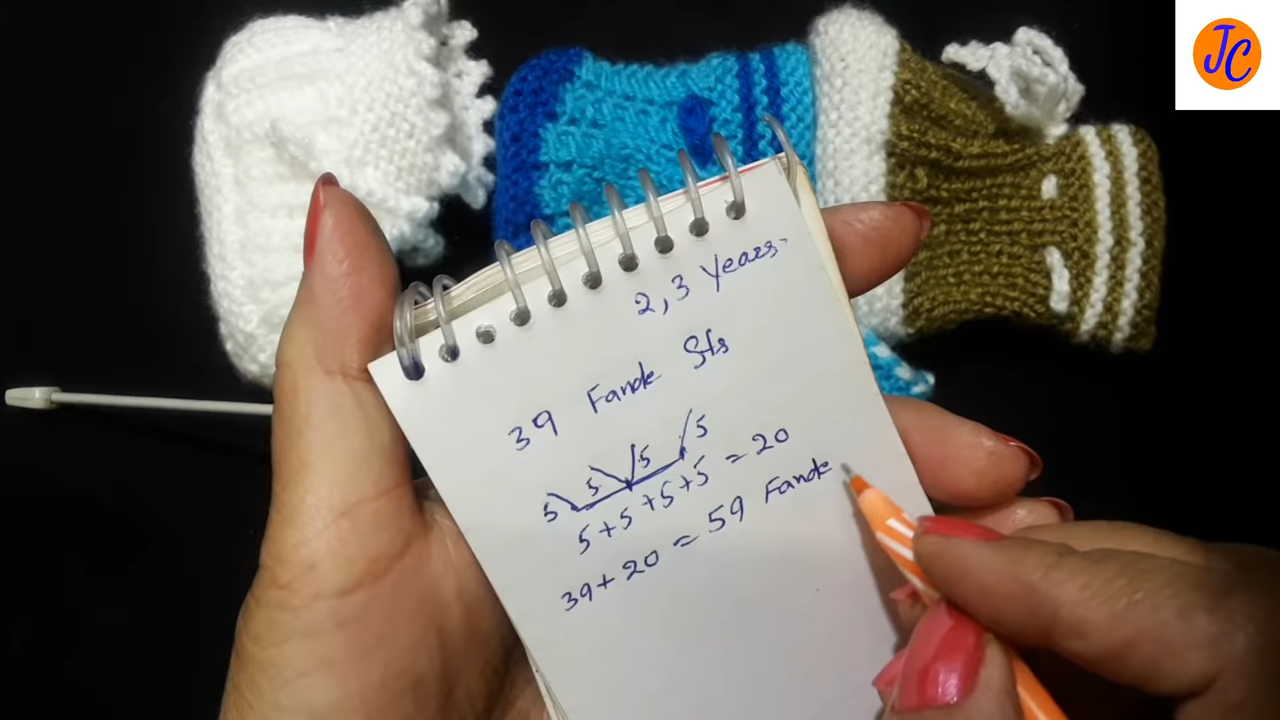 JC
2, 3 Years.
39 Fande Sts
5 5 5 5
5+5+5+5 = 20
39+20 = 59 Fande